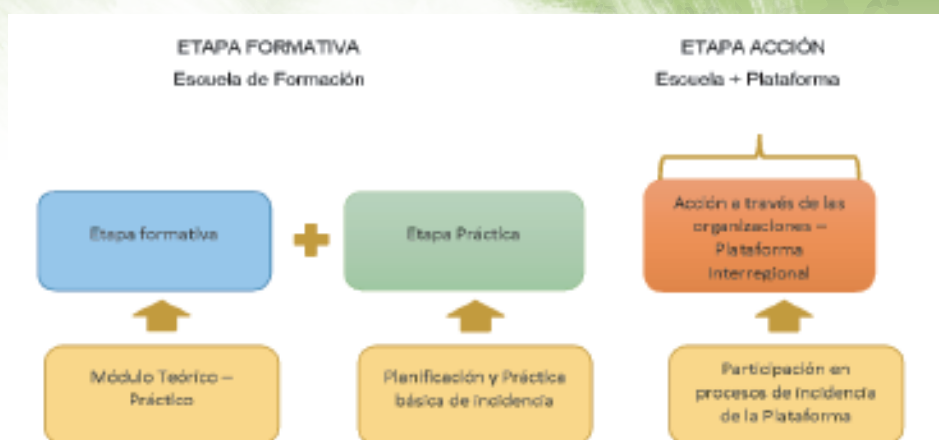 ETAPA FORMATIVA
Escuela de Formación
ETAPA ACCIÓN
Escuela + Plataforma
Etapa formativa
Etapa Práctica
Acción a través de las
organizaciones –
Plataforma
Interregional
Módulo Teórico –
Práctico
Planificación y Práctica
básica de incidencia
Participación en
procesos de incidencia
de la Plataforma